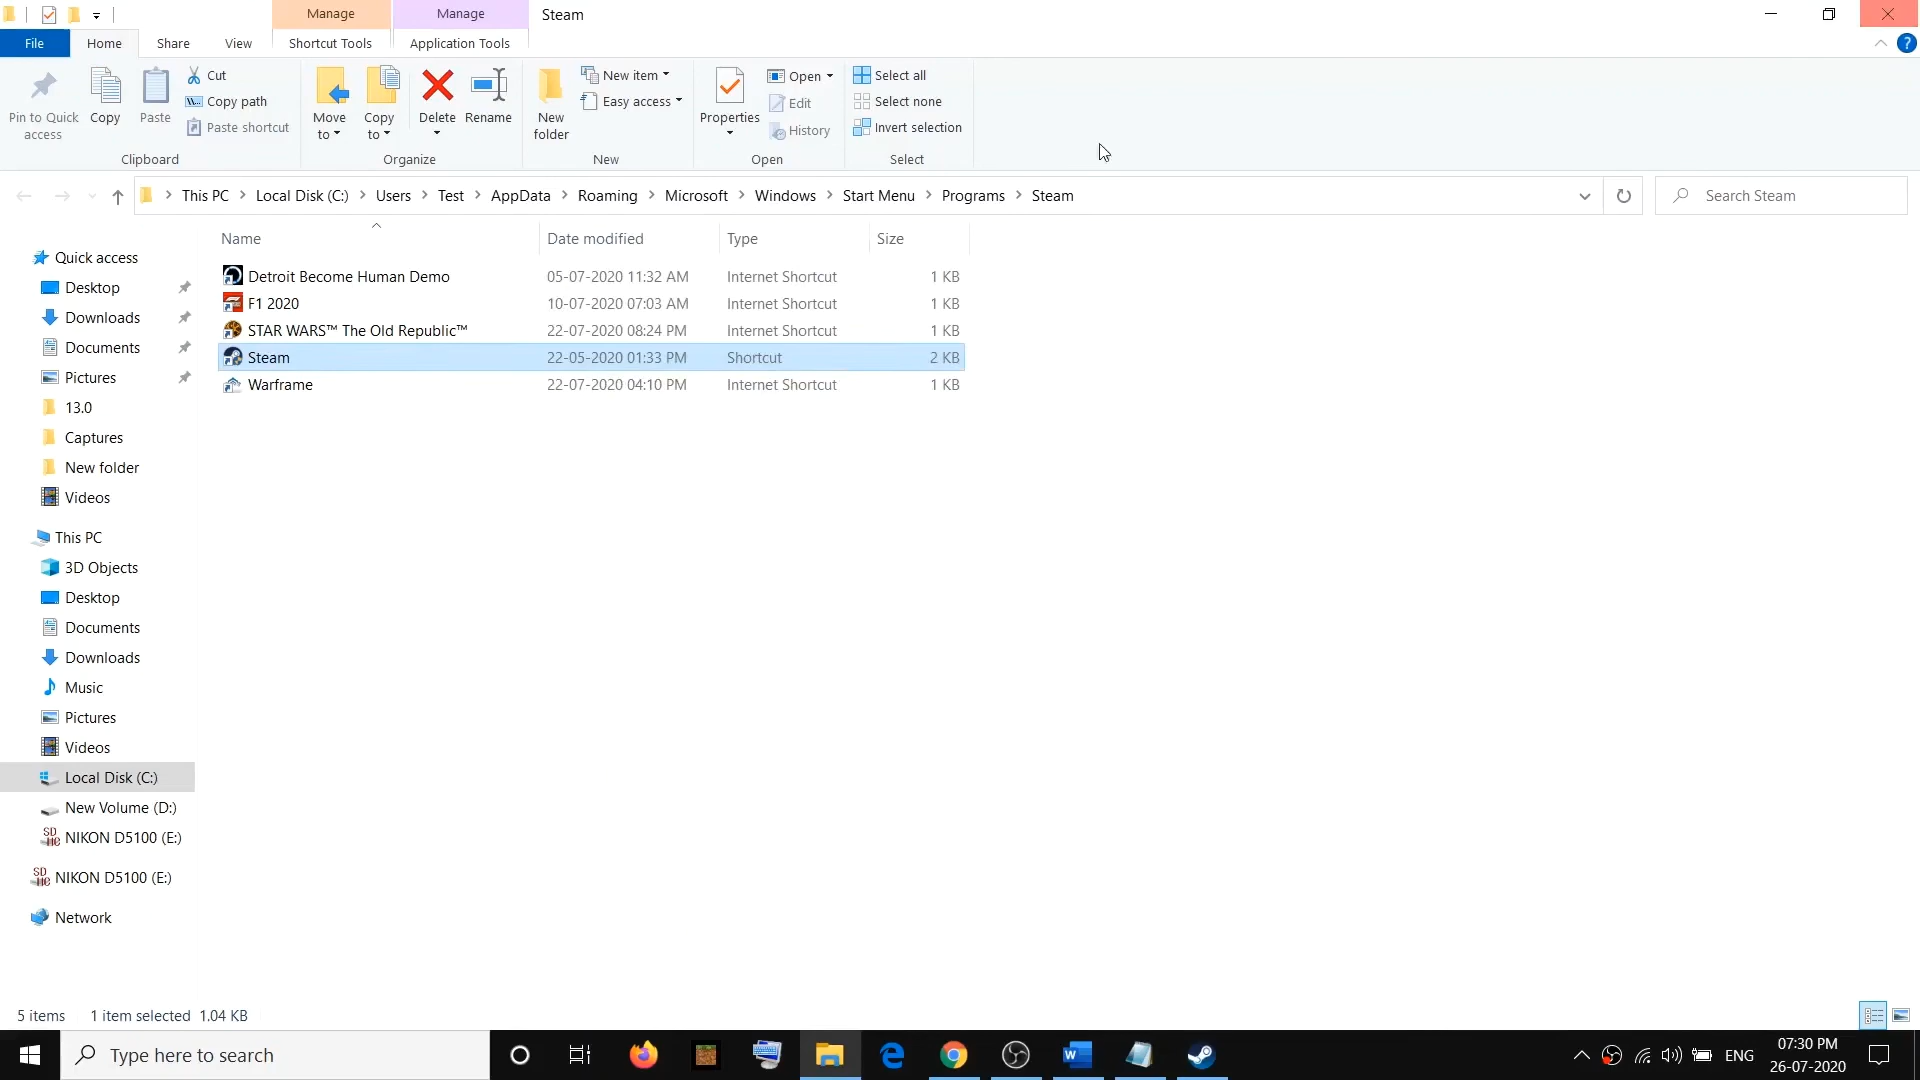 Manage
Manage
Steam
File
Home
Share
View
Shortcut Tools
Application Tools
?
Pin to Quick access
Copy
Paste
Cut
Copy path
Paste shortcut
Clipboard
Move to
Copy to
Delete
Rename
Organize
New folder
New item
Easy access
New
Properties
Open
Edit
History
Open
Select all
Select none
Invert selection
Select
This PC
Local Disk (C:)
Users
Test
AppData
Roaming
Microsoft
Windows
Start Menu
Programs
Steam
Search Steam
Name
Date modified
Type
Size
Detroit Become Human Demo 05-07-2020 11:32 AM Internet Shortcut 1 KB
F1 2020 10-07-2020 07:03 AM Internet Shortcut 1 KB
STAR WARS™ The Old Republic™ 22-07-2020 08:24 PM Internet Shortcut 1 KB
Steam 22-05-2020 01:33 PM Shortcut 2 KB
Warframe 22-07-2020 04:10 PM Internet Shortcut 1 KB
Quick access
Desktop
Downloads
Documents
Pictures
13.0
Captures
New folder
Videos
This PC
3D Objects
Desktop
Documents
Downloads
Music
Pictures
Videos
Local Disk (C:)
New Volume (D:)
NIKON D5100 (E:)
NIKON D5100 (E:)
Network
5 items
1 item selected 1.04 KB
Type here to search
ENG
07:30 PM
26-07-2020